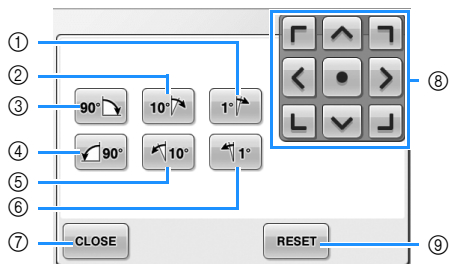 ①
②
③ 90° 10° 1° ⑧
④ 90° 10° 1°
⑤
⑥
⑦ CLOSE RESET ⑨